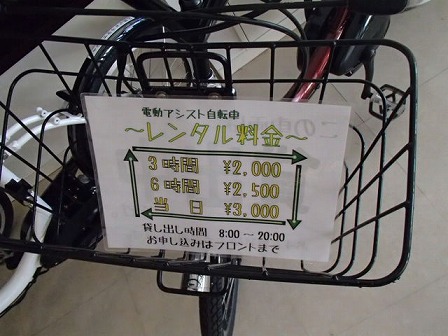 電動アシスト自転車
～レンタル料金～
3時間 ¥2,000
6時間 ¥2,500
当日 ¥3,000
貸し出し時間 8:00～20:00
お申し込みはフロントまで